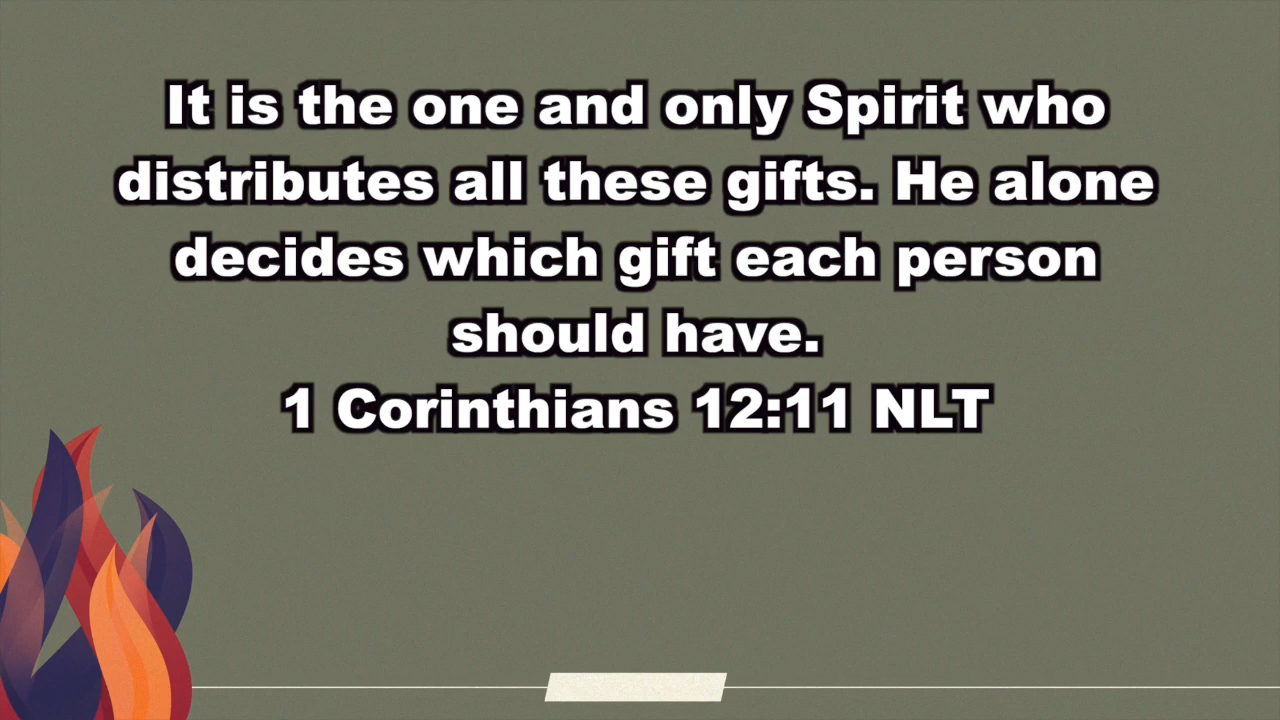 It is the one and only Spirit who
distributes all these gifts. He alone
decides which gift each person
should have.
1 Corinthians 12:11 NLT